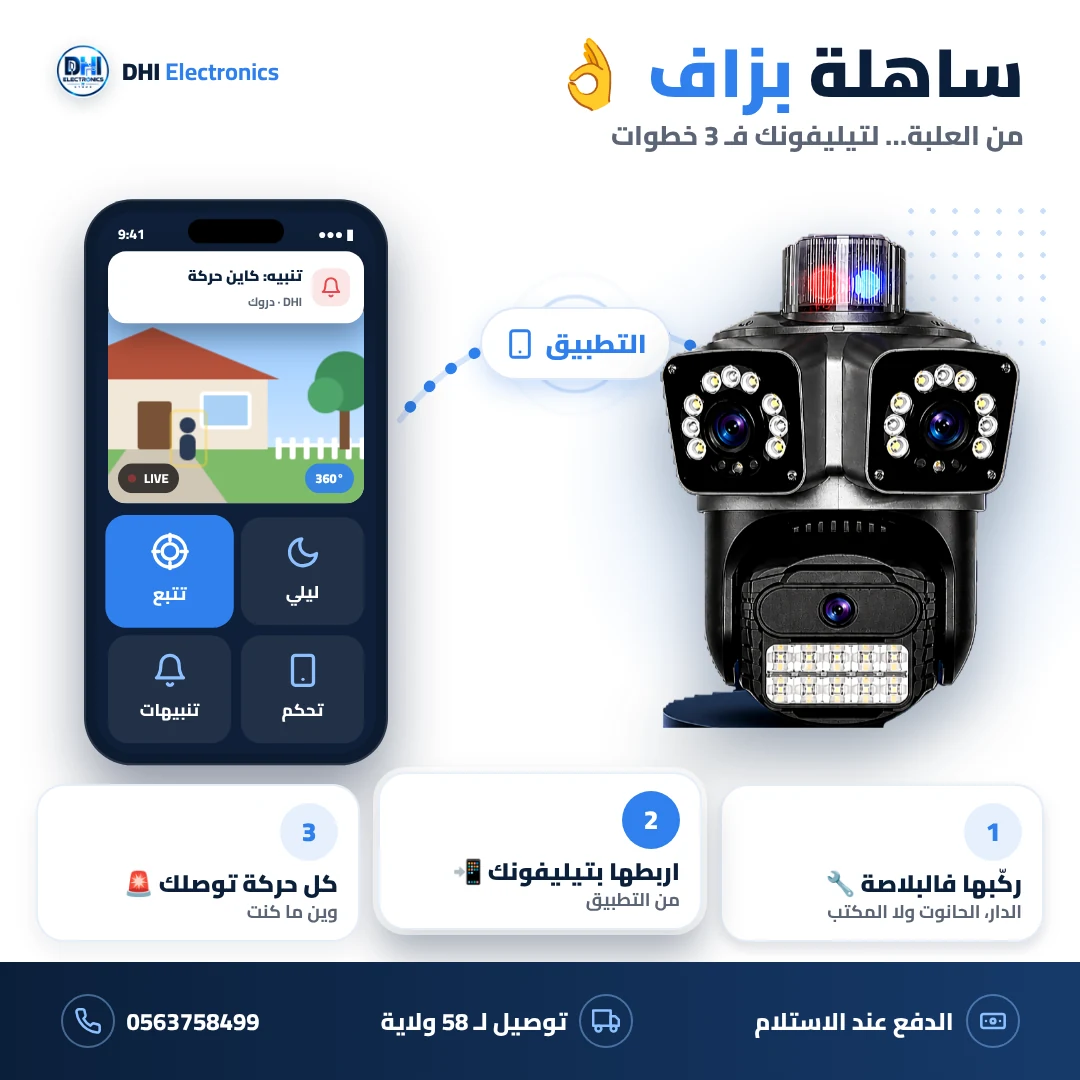 DHI ELECTRONICS
DHI Electronics
ساهلة بزاف 👌
من العلبة... لتيليفونك فـ 3 خطوات
9:41
تنبيه: كاين حركة
DHI · دروك
LIVE
360°
تتبع
ليلي
تنبيهات
تحكم
التطبيق
1
ركّبها فالبلاصة 🔧
الدار، الحانوت ولا المكتب
2
اربطها بتيليفونك 📲
من التطبيق
3
كل حركة توصلك 🚨
وين ما كنت
الدفع عند الاستلام
توصيل لـ 58 ولاية
0563758499